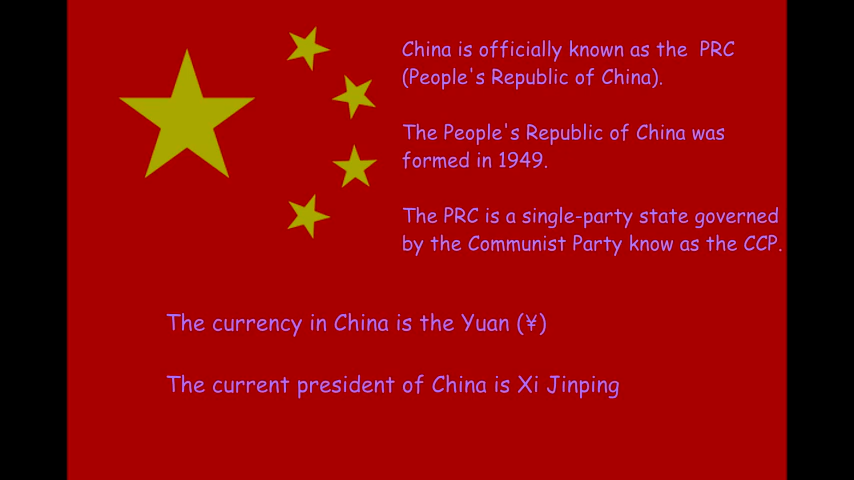 China is officially known as the  PRC
(People's Republic of China).
The People's Republic of China was
formed in 1949.
The PRC is a single-party state governed
by the Communist Party know as the CCP.
The currency in China is the Yuan (¥)
The current president of China is Xi Jinping